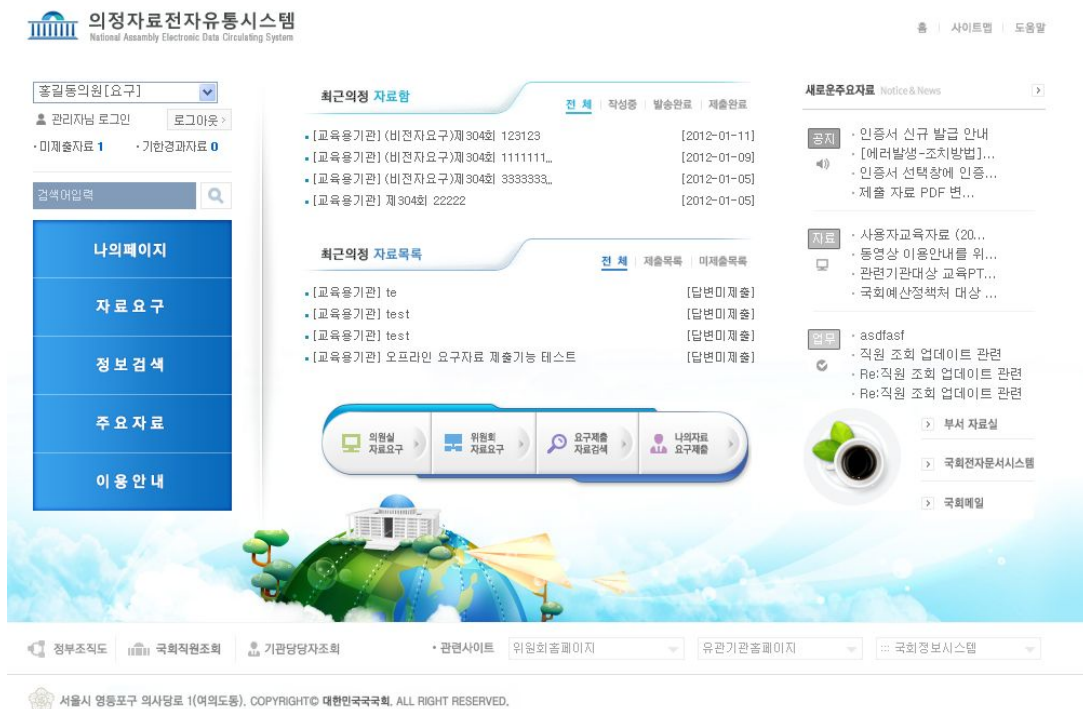 의정자료전자유통시스템
National Assembly Electronic Data Circulating System
홈 사이트맵 도움말
홍길동의원[요구]
관리자님 로그인 로그아웃
· 미제출자료 1 · 기한경과자료 0
검색어입력
나의페이지
자료요구
정보검색
주요자료
이용안내
최근의정 자료함
전 체 작성중 발송완료 제출완료
[교육용기관] (비전자요구)제304회 123123 [2012-01-11]
[교육용기관] (비전자요구)제304회 1111111... [2012-01-09]
[교육용기관] (비전자요구)제304회 3333333... [2012-01-05]
[교육용기관] 제304회 22222 [2012-01-05]
최근의정 자료목록
전 체 제출목록 미제출목록
[교육용기관] te [답변미제출]
[교육용기관] test [답변미제출]
[교육용기관] test [답변미제출]
[교육용기관] 오프라인 요구자료 제출기능 테스트 [답변미제출]
의원실
자료요구
위원회
자료요구
요구제출
자료검색
나의자료
요구제출
새로운주요자료 Notice & News
공지
· 인증서 신규 발급 안내
· [에러발생-조치방법]...
· 인증서 선택창에 인증...
· 제출 자료 PDF 변...
자료
· 사용자교육자료 (20...
· 동영상 이용안내를 위...
· 관련기관대상 교육PT...
· 국회예산정책처 대상 ...
업무
· asdfasf
· 직원 조회 업데이트 관련
· Re:직원 조회 업데이트 관련
· Re:직원 조회 업데이트 관련
부서 자료실
국회전자문서시스템
국회메일
정부조직도 국회직원조회 기관담당자조회 · 관련사이트 위원회홈페이지 유관기관홈페이지 ::: 국회정보시스템
서울시 영등포구 의사당로 1(여의도동). COPYRIGHT© 대한민국국회. ALL RIGHT RESERVED.